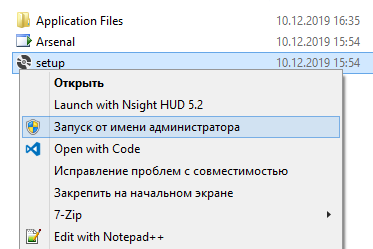 Application Files 10.12.2019 16:35
Arsenal 10.12.2019 15:54
setup 10.12.2019 15:54
Открыть
Launch with Nsight HUD 5.2
Запуск от имени администратора
Open with Code
Исправление проблем с совместимостью
Закрепить на начальном экране
7-Zip
Edit with Notepad++